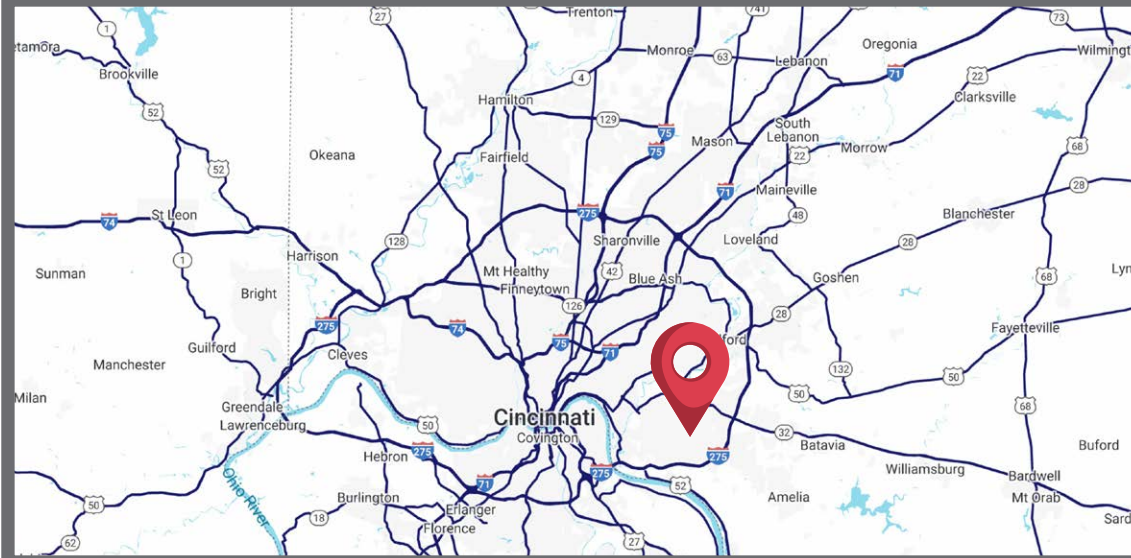 27
Trenton
741
73
1
etamora
Monroe
63
Oregonia
Wilmingt
Brookville
4
Lebanon
71
22
Clarksville
52
Hamilton
129
75
South
Lebanon
Okeana
Fairfield
75
Mason
22
Morrow
68
52
71
Maineville
28
St Leon
275
48
Blanchester
74
128
Sharonville
Loveland
28
1
Harrison
42
Sunman
Mt Healthy
Blue Ash
Goshen
68
Lyn
Bright
Finneytown
126
275
74
28
Fayetteville
Guilford
Cleves
75
71
ford
Manchester
132
50
50
Milan
Greendale
Lawrenceburg
50
Cincinnati
Covington
68
32
Batavia
Buford
Hebron
275
275
275
Williamsburg
Bardwell
Ohio River
71
52
Amelia
Mt Orab
50
Burlington
18
Erlanger
Florence
Sard
62
27